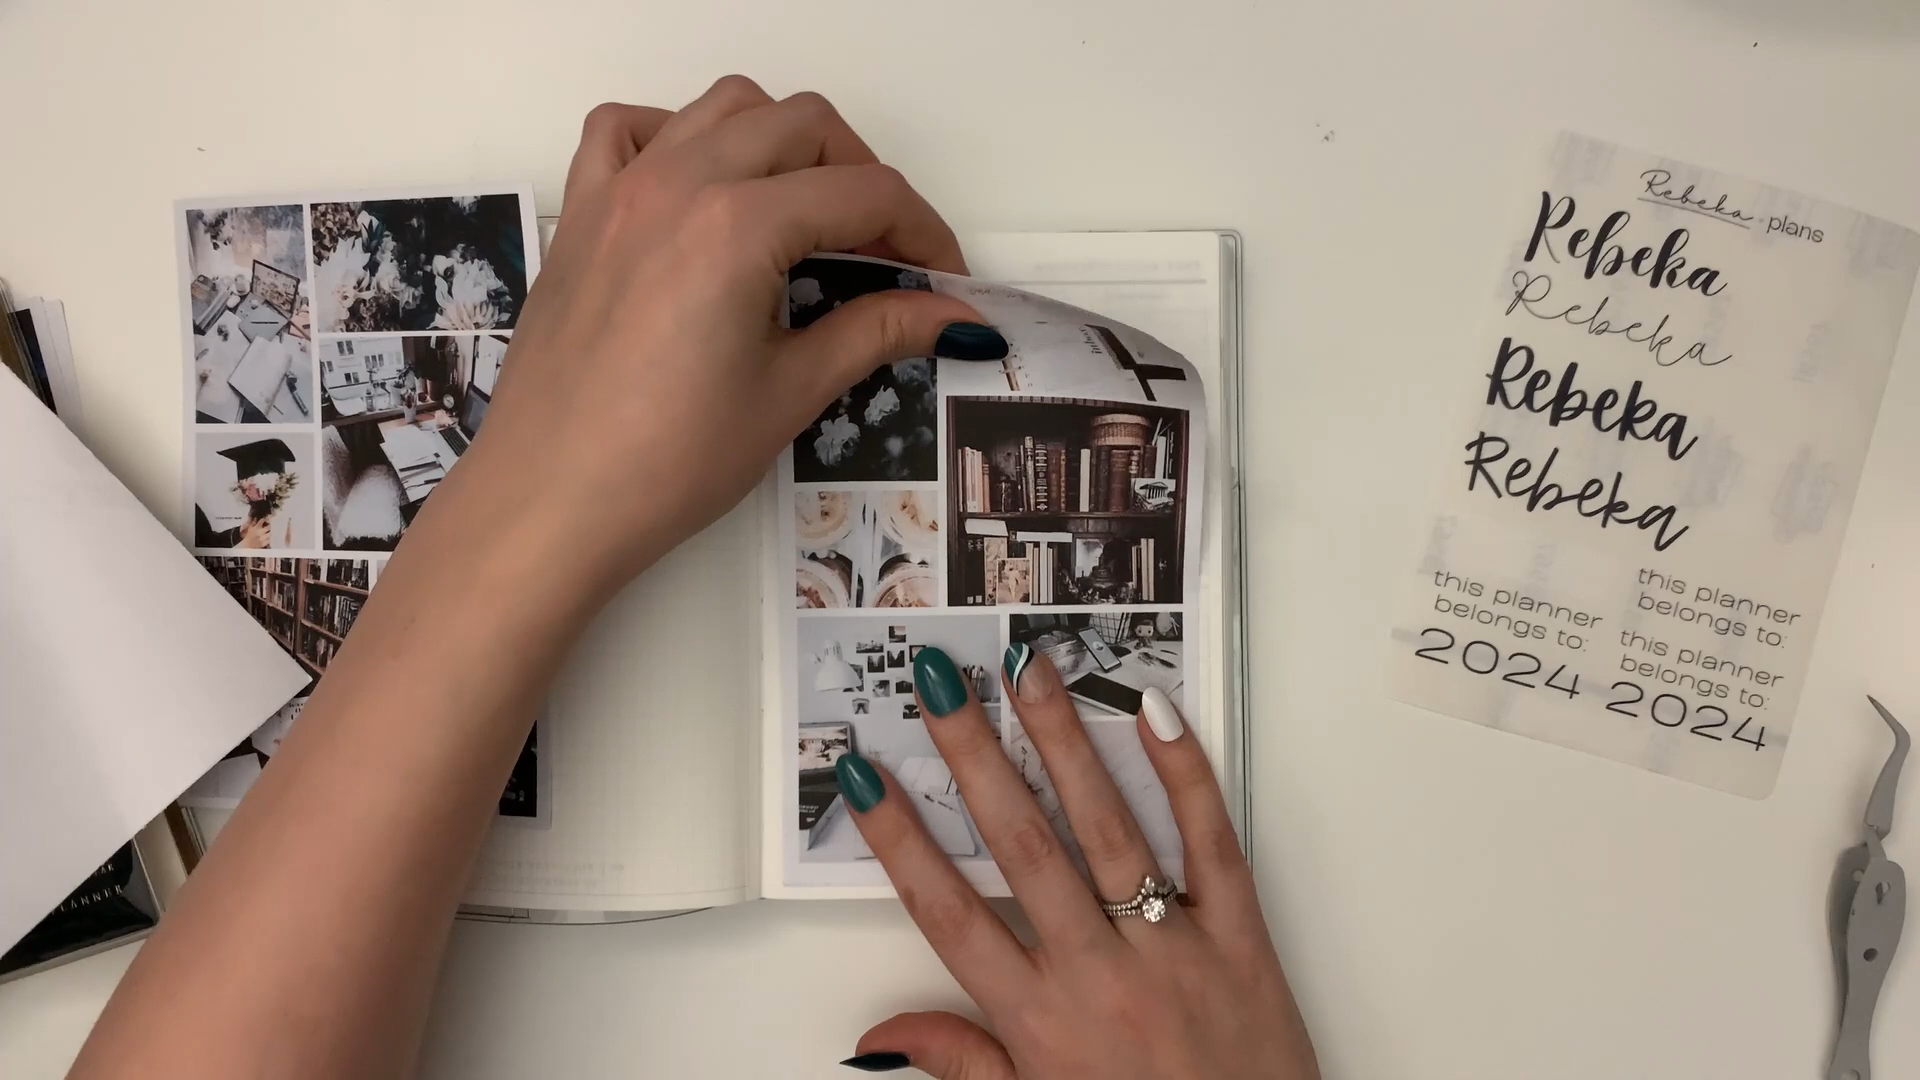 Rebeka plans
Rebeka
Rebeka
Rebeka
Rebeka
this planner
belongs to:
2024
this planner
belongs to:
this planner
belongs to:
2024
PLANNER